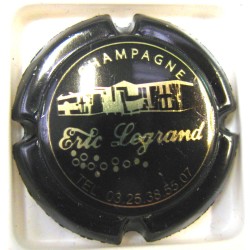 CHAMPAGNE
Eric Legrand
TEL. 03.25.38.55.07